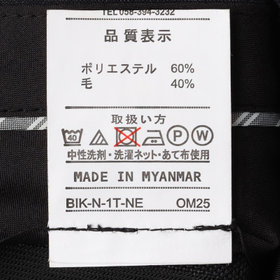 TEL 058-394-3232
品質表示
ポリエステル 60%
毛 40%
取扱い方
40 P W
中性洗剤・洗濯ネット・あて布使用
MADE IN MYANMAR
BIK-N-1T-NE OM25